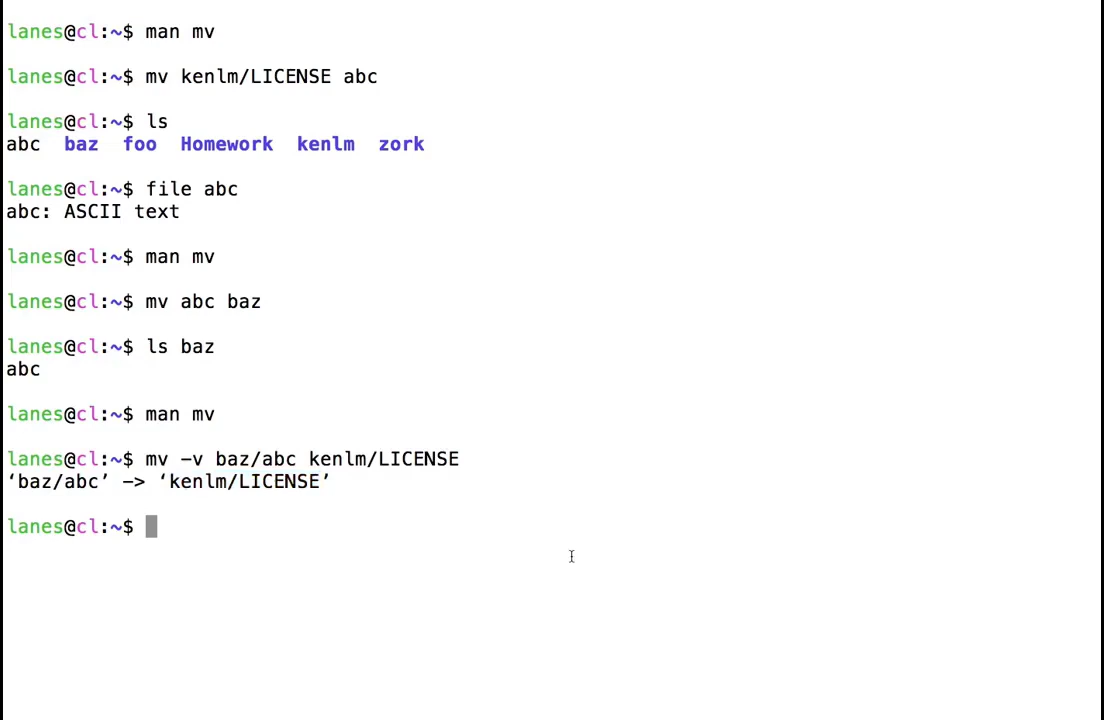 lanes@cl:~$ man mv
lanes@cl:~$ mv kenlm/LICENSE abc
lanes@cl:~$ ls
abc  baz  foo  Homework  kenlm  zork
lanes@cl:~$ file abc
abc: ASCII text
lanes@cl:~$ man mv
lanes@cl:~$ mv abc baz
lanes@cl:~$ ls baz
abc
lanes@cl:~$ man mv
lanes@cl:~$ mv -v baz/abc kenlm/LICENSE
‘baz/abc’ -> ‘kenlm/LICENSE’
lanes@cl:~$